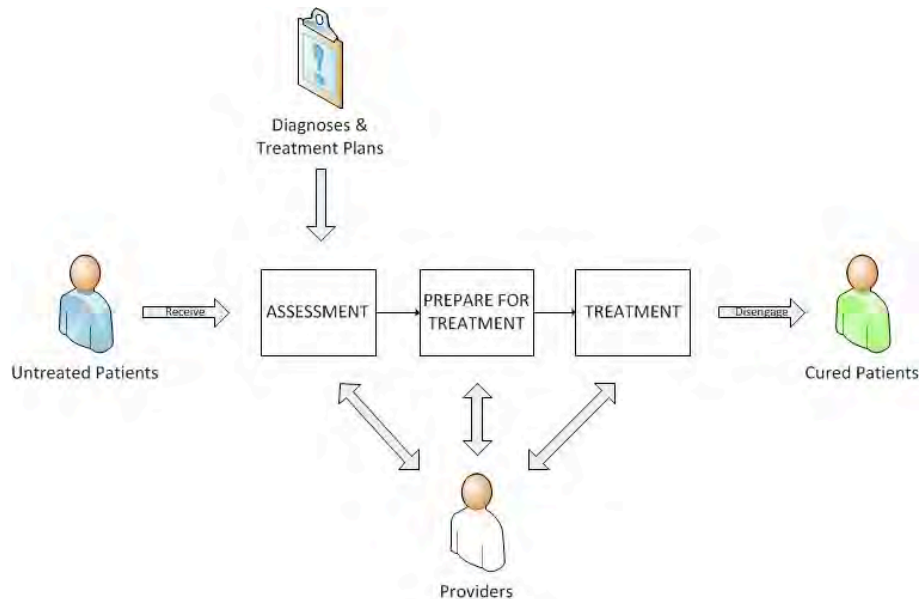 Diagnoses &
Treatment Plans
Receive
ASSESSMENT
PREPARE FOR
TREATMENT
TREATMENT
Disengage
Untreated Patients
Cured Patients
Providers